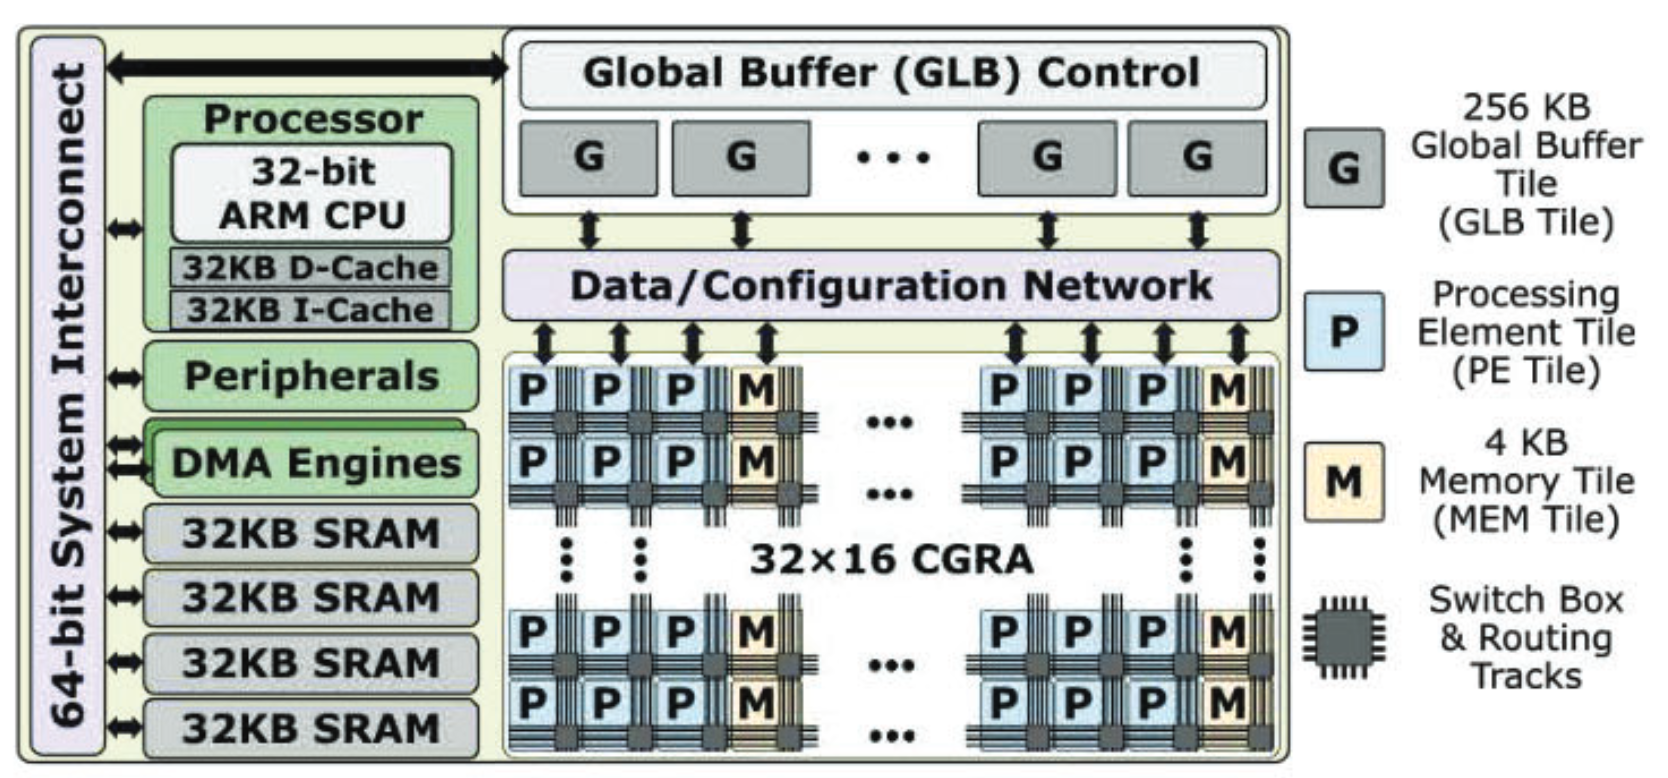 64-bit System Interconnect
Global Buffer (GLB) Control
G G ... G G
Processor
32-bit
ARM CPU
32KB D-Cache
32KB I-Cache
Peripherals
DMA Engines
32KB SRAM
32KB SRAM
32KB SRAM
32KB SRAM
Data/Configuration Network
P P P M ... P P P M
P P P M ... P P P M
32×16 CGRA
P P P M ... P P P M
P P P M ... P P P M
G
256 KB
Global Buffer
Tile
(GLB Tile)
P
Processing
Element Tile
(PE Tile)
M
4 KB
Memory Tile
(MEM Tile)
Switch Box
& Routing
Tracks